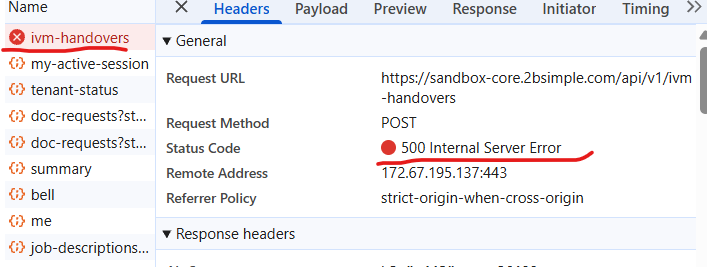 Name
ivm-handovers
my-active-session
tenant-status
doc-requests?st...
doc-requests?st...
summary
bell
me
job-descriptions...
Headers Payload Preview Response Initiator Timing
General
Request URL https://sandbox-core.2bsimple.com/api/v1/ivm
-handovers
Request Method POST
Status Code 500 Internal Server Error
Remote Address 172.67.195.137:443
Referrer Policy strict-origin-when-cross-origin
Response headers